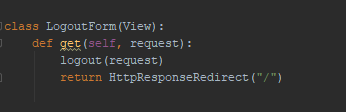 class LogoutForm(View):
    def get(self, request):
        logout(request)
        return HttpResponseRedirect("/")